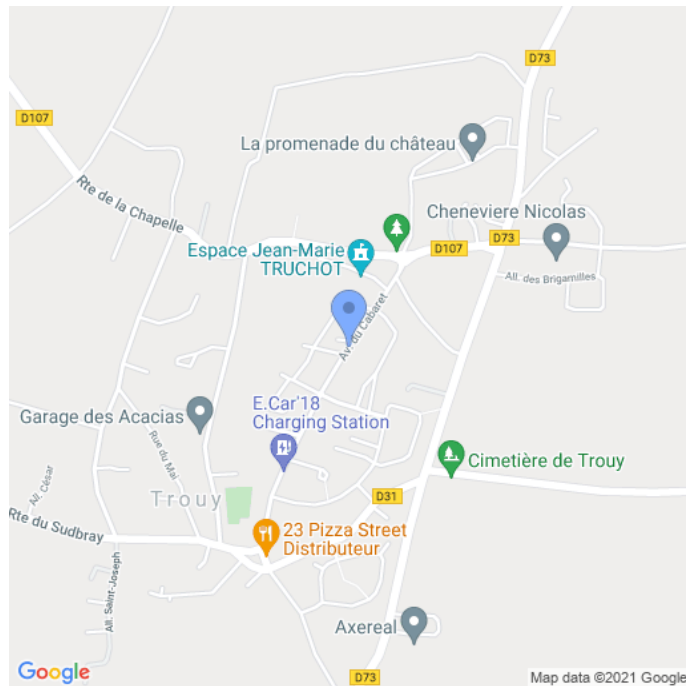 D73
D107
La promenade du château
Rte de la Chapelle
Cheneviere Nicolas
D73
D107
Espace Jean-Marie
TRUCHOT
All. des Brigamilles
Av. du Cabaret
E.Car'18
Charging Station
Garage des Acacias
Rue du Mai
Cimetière de Trouy
All. César
Trouy
D31
Rte du Sudbray
23 Pizza Street
Distributeur
All. Saint-Joseph
Axereal
Google
D73
Map data ©2021 Google